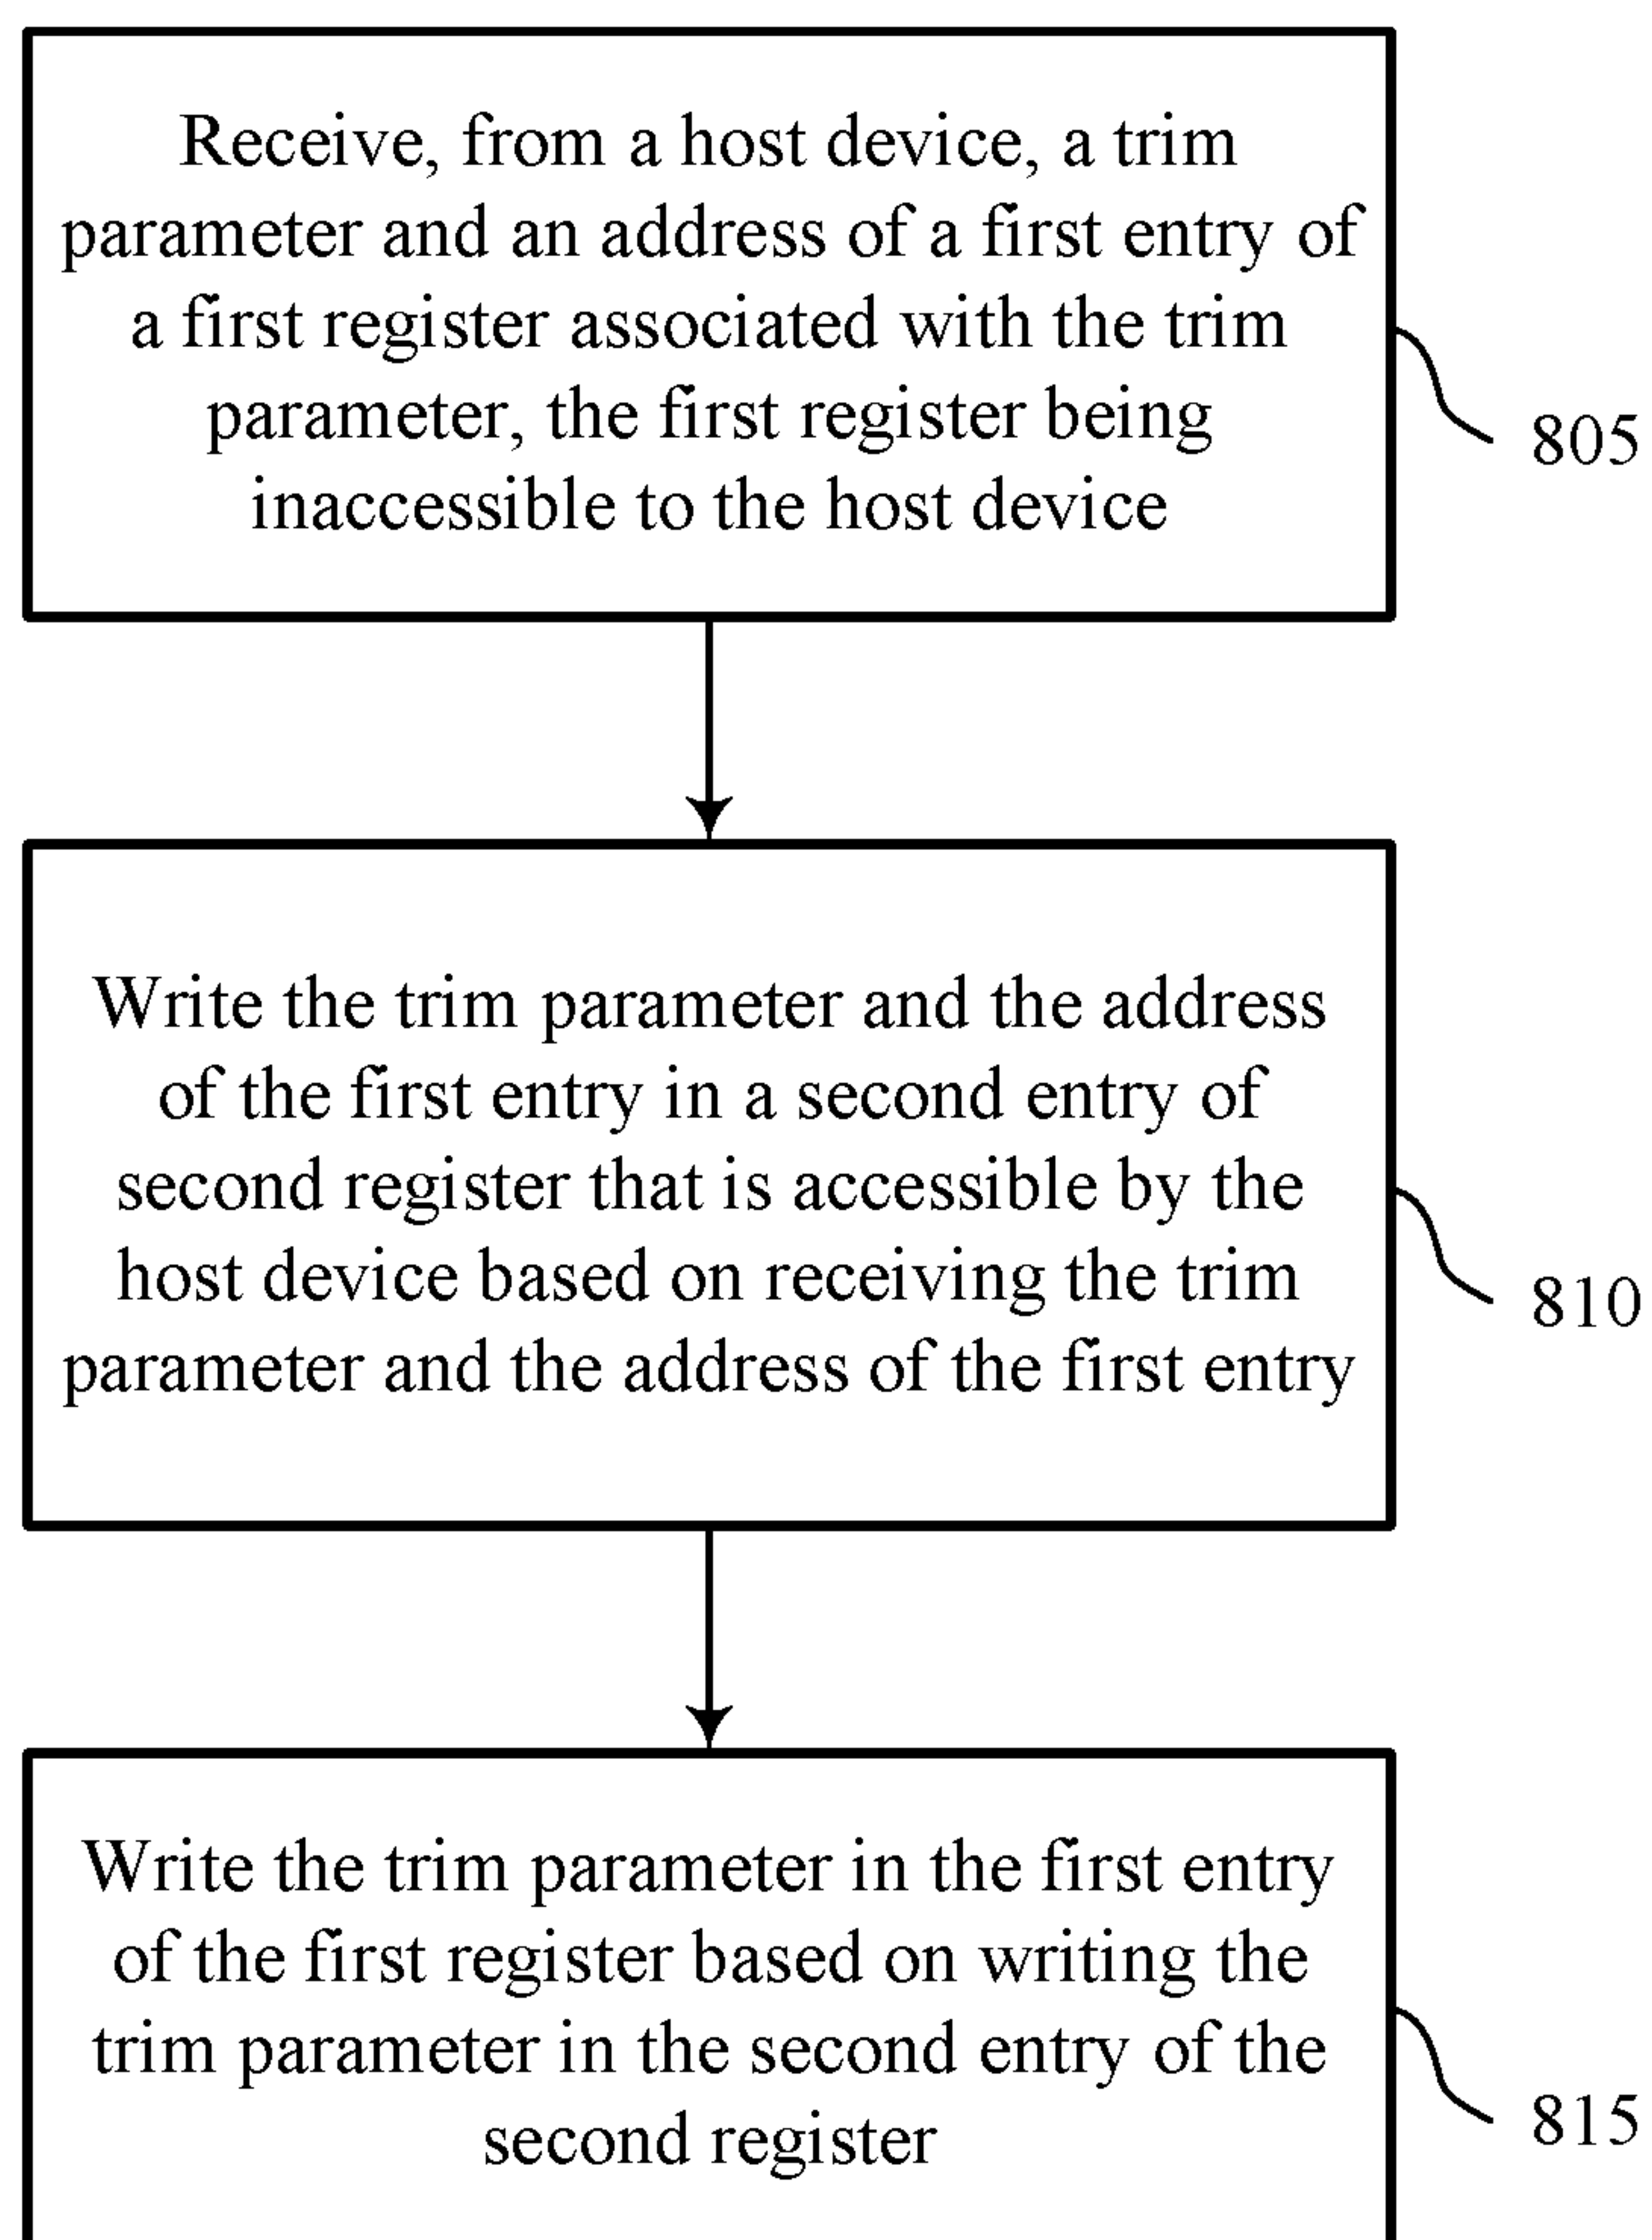 Receive, from a host device, a trim
parameter and an address of a first entry of
a first register associated with the trim
parameter, the first register being
inaccessible to the host device
805
Write the trim parameter and the address
of the first entry in a second entry of
second register that is accessible by the
host device based on receiving the trim
parameter and the address of the first entry
810
Write the trim parameter in the first entry
of the first register based on writing the
trim parameter in the second entry of the
second register
815